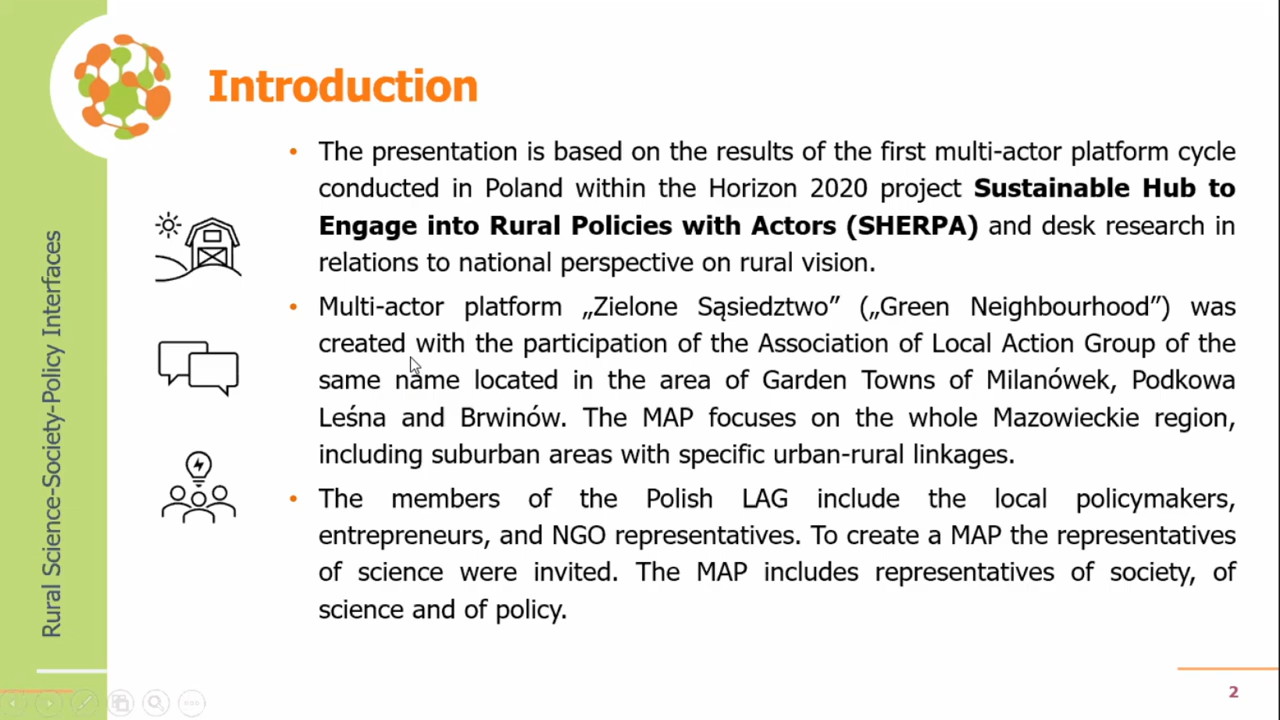 Introduction
• The presentation is based on the results of the first multi-actor platform cycle
conducted in Poland within the Horizon 2020 project Sustainable Hub to
Engage into Rural Policies with Actors (SHERPA) and desk research in
relations to national perspective on rural vision.
• Multi-actor platform „Zielone Sąsiedztwo” („Green Neighbourhood”) was
created with the participation of the Association of Local Action Group of the
same name located in the area of Garden Towns of Milanówek, Podkowa
Leśna and Brwinów. The MAP focuses on the whole Mazowieckie region,
including suburban areas with specific urban-rural linkages.
• The members of the Polish LAG include the local policymakers,
entrepreneurs, and NGO representatives. To create a MAP the representatives
of science were invited. The MAP includes representatives of society, of
science and of policy.
Rural Science-Society-Policy Interfaces
2